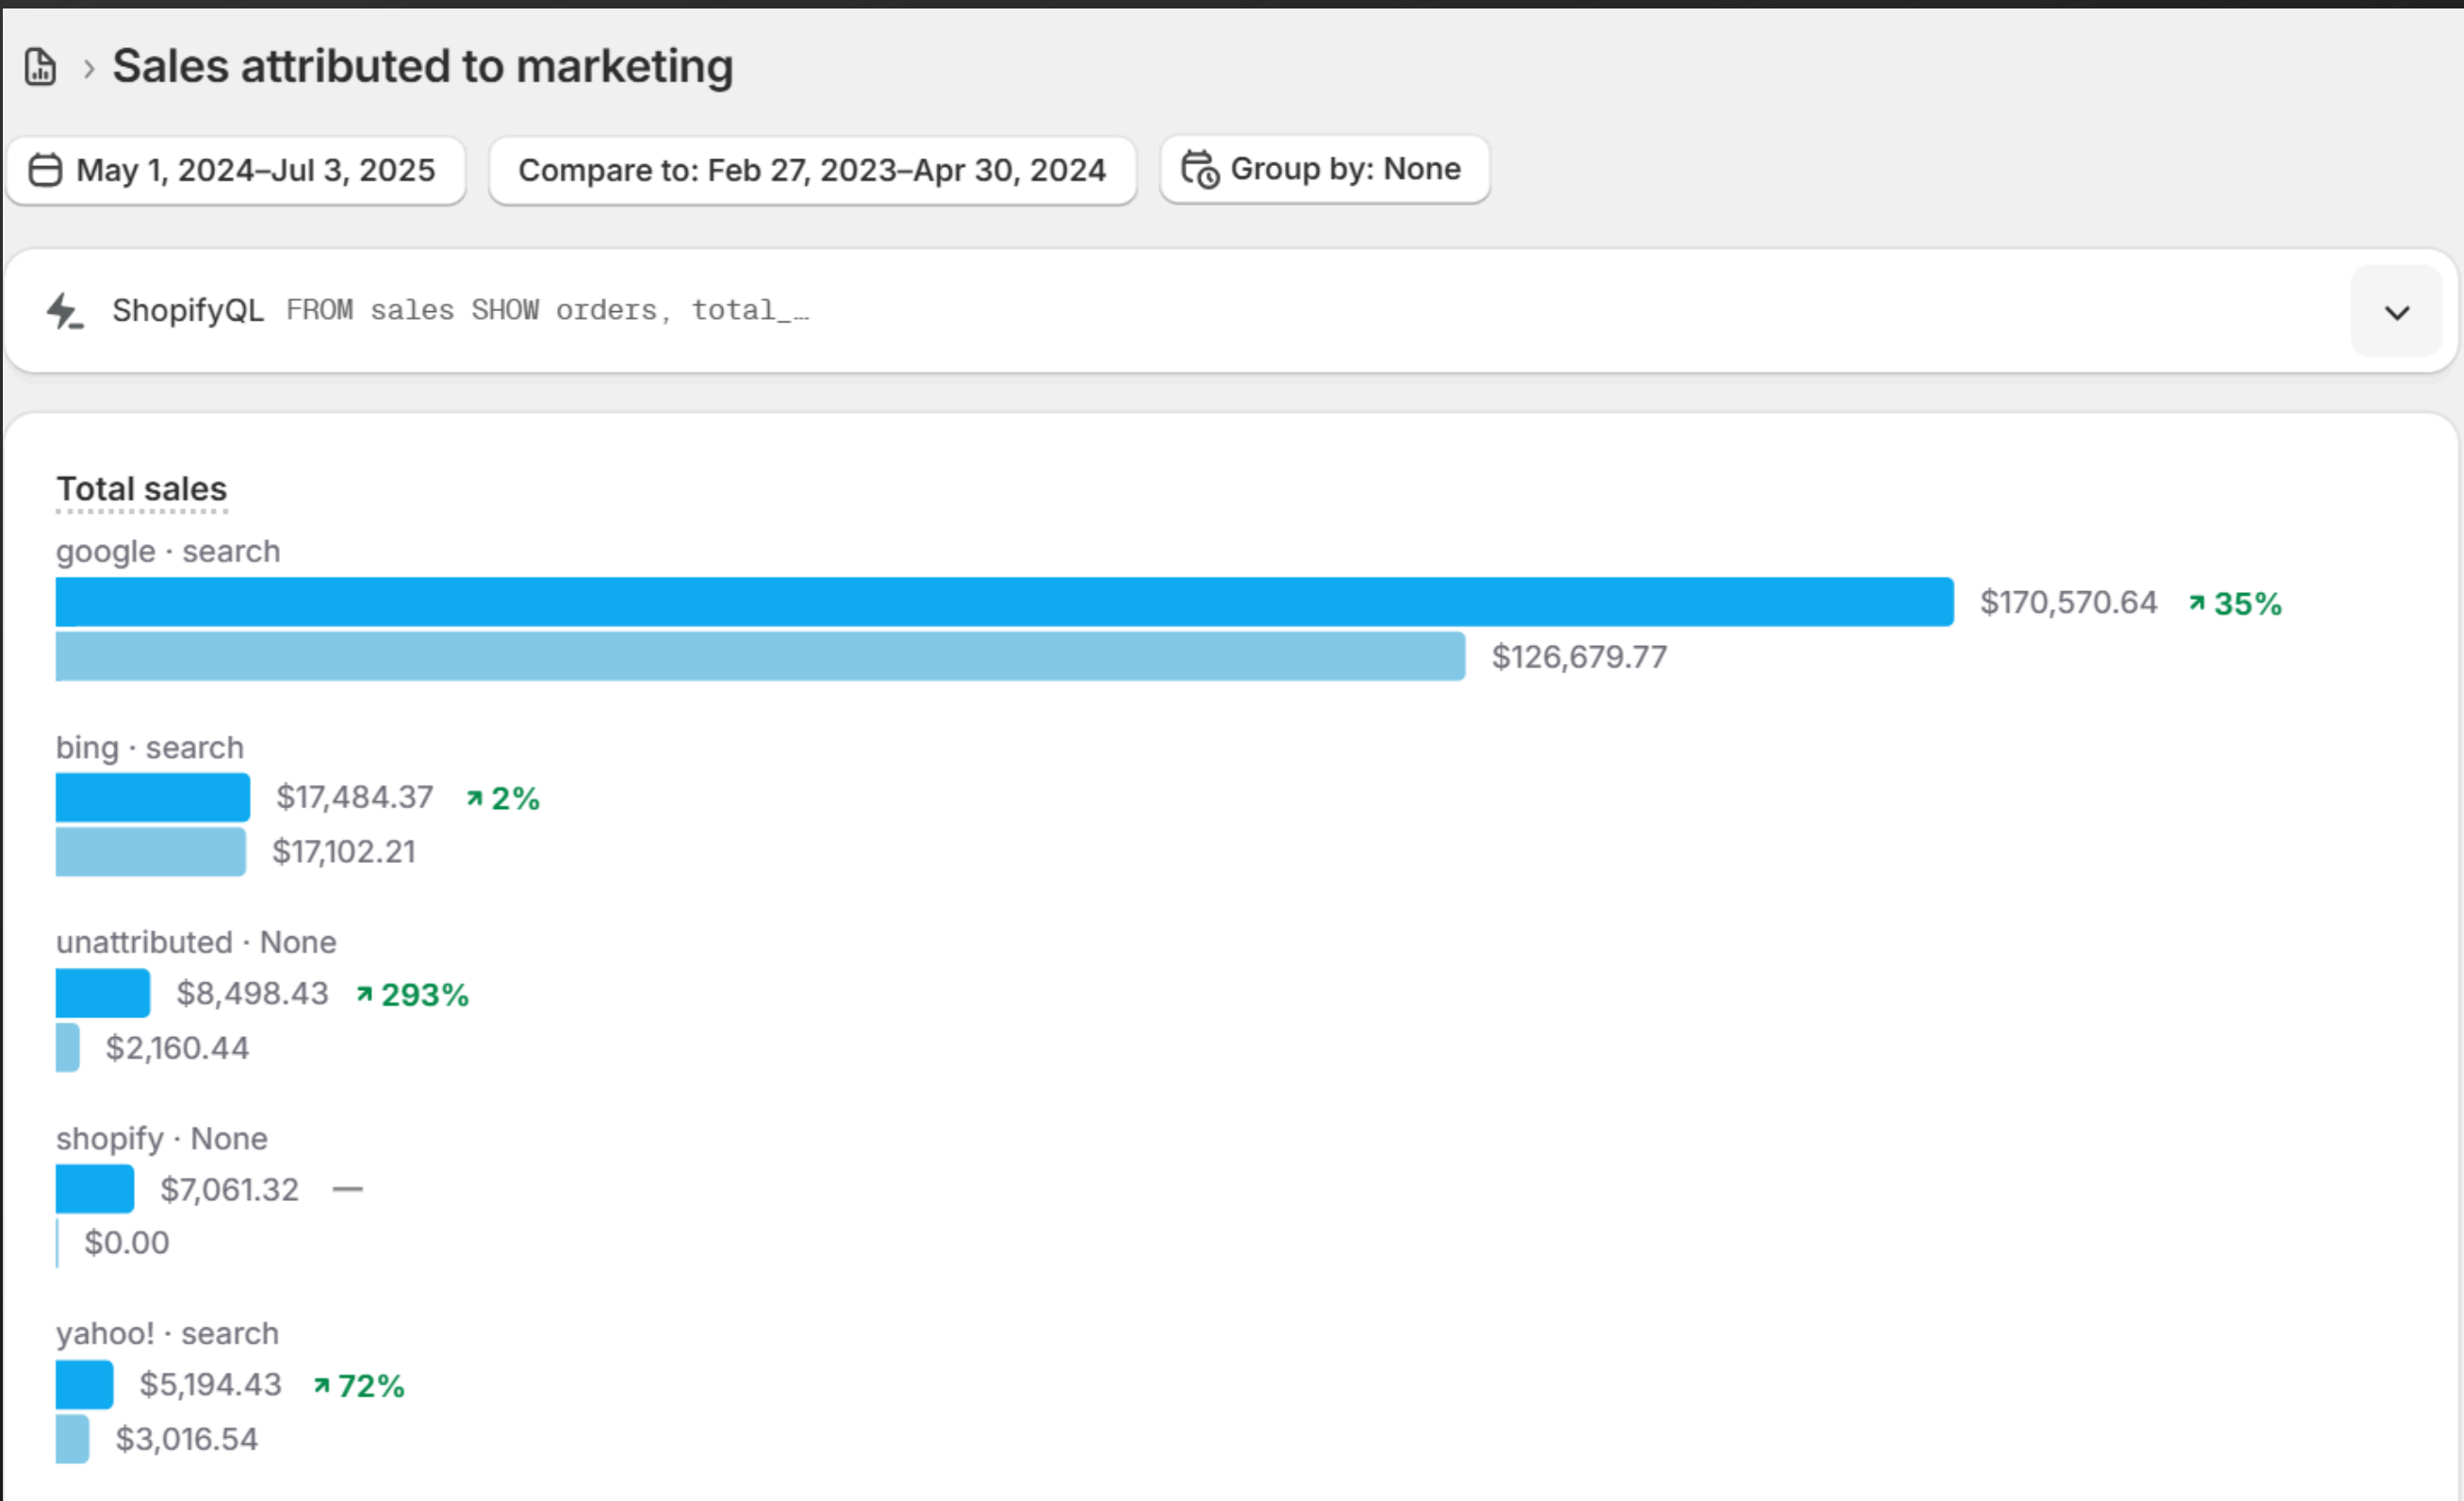 Sales attributed to marketing
May 1, 2024–Jul 3, 2025
Compare to: Feb 27, 2023–Apr 30, 2024
Group by: None
ShopifyQL FROM sales SHOW orders, total_…
Total sales
google · search
$170,570.64 ↗ 35%
$126,679.77
bing · search
$17,484.37 ↗ 2%
$17,102.21
unattributed · None
$8,498.43 ↗ 293%
$2,160.44
shopify · None
$7,061.32 —
$0.00
yahoo! · search
$5,194.43 ↗ 72%
$3,016.54